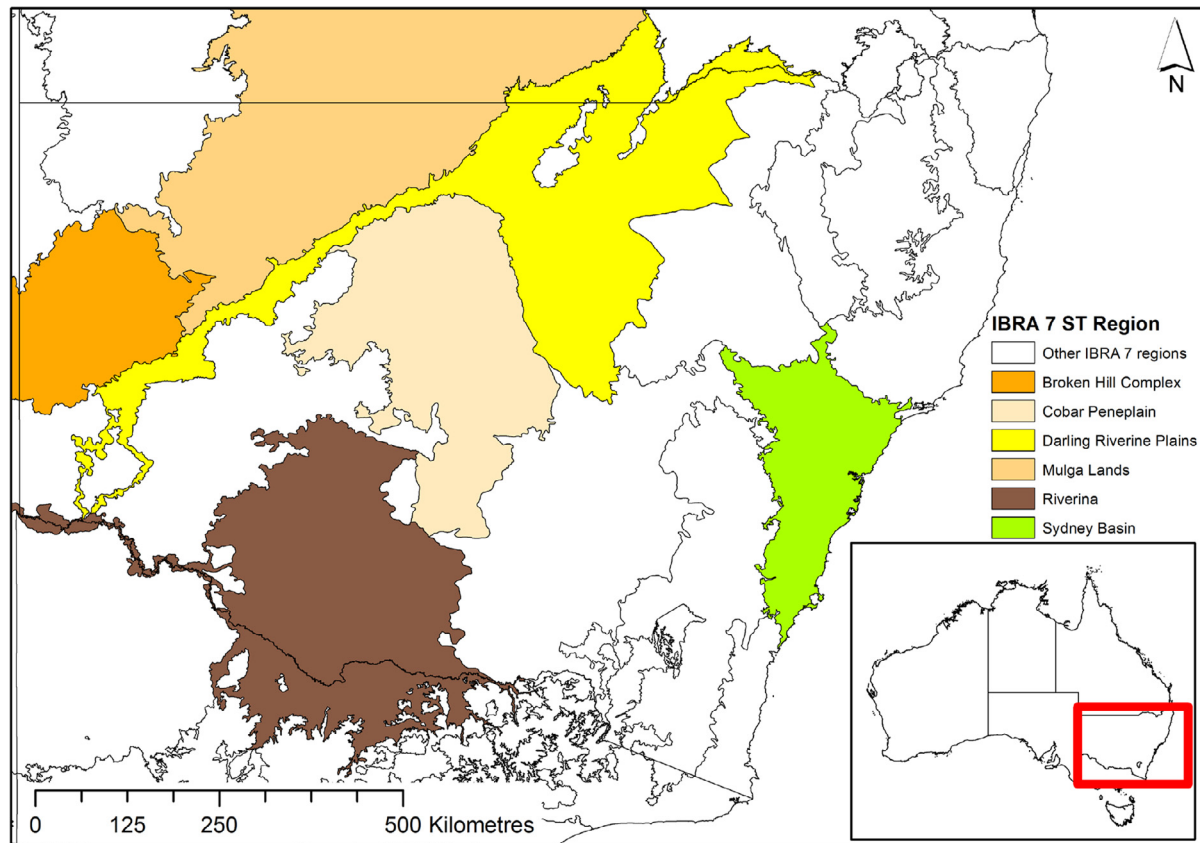 N
IBRA 7 ST Region
Other IBRA 7 regions
Broken Hill Complex
Cobar Peneplain
Darling Riverine Plains
Mulga Lands
Riverina
Sydney Basin
0 125 250 500 Kilometres